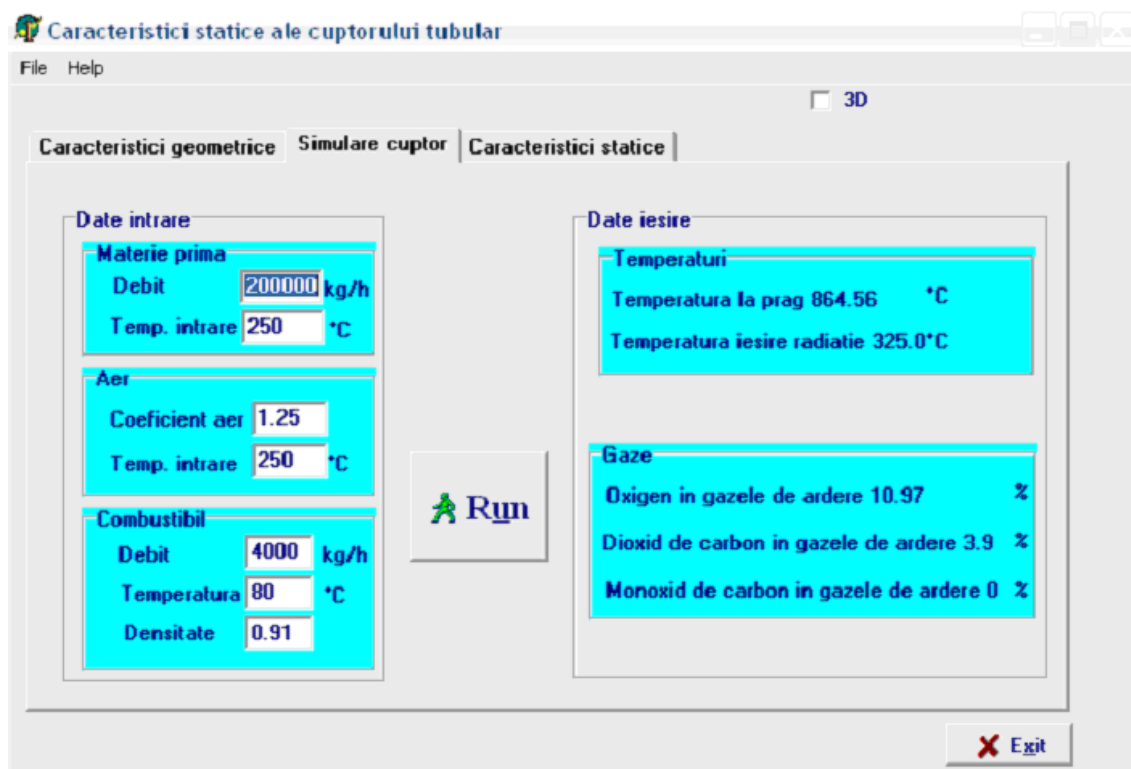 Caracteristici statice ale cuptorului tubular
File Help
3D
Caracteristici geometrice Simulare cuptor Caracteristici statice
Date intrare
Materie prima
Debit 200000 kg/h
Temp. intrare 250 °C
Aer
Coeficient aer 1.25
Temp. intrare 250 °C
Combustibil
Debit 4000 kg/h
Temperatura 80 °C
Densitate 0.91
Run
Date iesire
Temperaturi
Temperatura la prag 864.56 °C
Temperatura iesire radiatie 325.0°C
Gaze
Oxigen in gazele de ardere 10.97 %
Dioxid de carbon in gazele de ardere 3.9 %
Monoxid de carbon in gazele de ardere 0 %
Exit